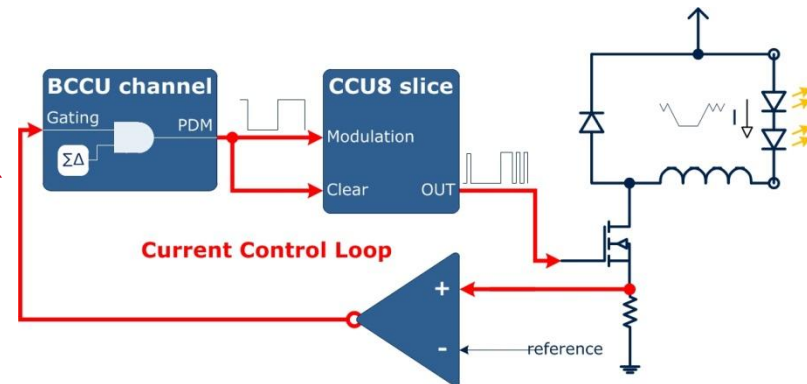 BCCU channel
Gating
PDM
ΣΔ
CCU8 slice
Modulation
Clear
OUT
I
Current Control Loop
+
-
reference